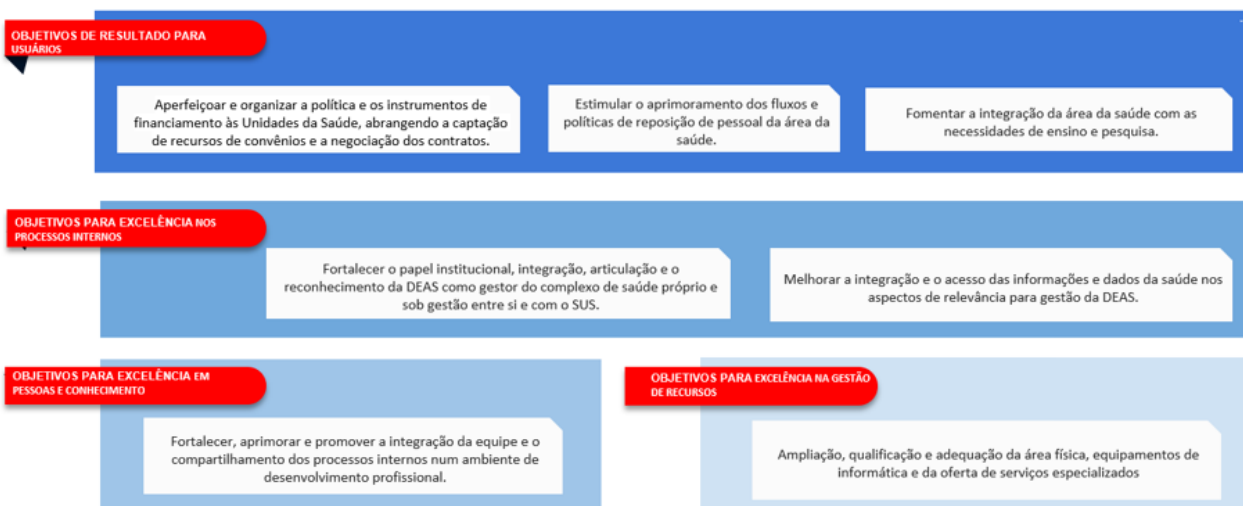 OBJETIVOS DE RESULTADO PARA
USUÁRIOS
Aperfeiçoar e organizar a política e os instrumentos de
financiamento às Unidades da Saúde, abrangendo a captação
de recursos de convênios e a negociação dos contratos.
Estimular o aprimoramento dos fluxos e
políticas de reposição de pessoal da área da
saúde.
Fomentar a integração da área da saúde com as
necessidades de ensino e pesquisa.
OBJETIVOS PARA EXCELÊNCIA NOS
PROCESSOS INTERNOS
Fortalecer o papel institucional, integração, articulação e o
reconhecimento da DEAS como gestor do complexo de saúde próprio e
sob gestão entre si e com o SUS.
Melhorar a integração e o acesso das informações e dados da saúde nos
aspectos de relevância para gestão da DEAS.
OBJETIVOS PARA EXCELÊNCIA EM
PESSOAS E CONHECIMENTO
Fortalecer, aprimorar e promover a integração da equipe e o
compartilhamento dos processos internos num ambiente de
desenvolvimento profissional.
OBJETIVOS PARA EXCELÊNCIA NA GESTÃO
DE RECURSOS
Ampliação, qualificação e adequação da área física, equipamentos de
informática e da oferta de serviços especializados